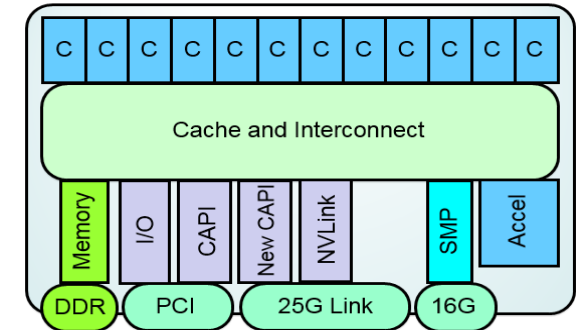 C C C C C C C C C C C C
Cache and Interconnect
Memory
I/O
CAPI
New CAPI
NVLink
SMP
Accel
DDR
PCI
25G Link
16G